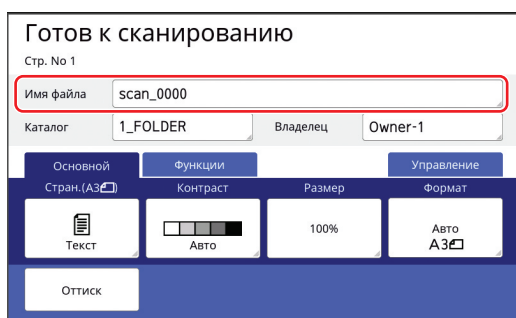 Готов к сканированию
Стр. No 1
Имя файла scan_0000
Каталог 1_FOLDER Владелец Owner-1
Основной Функции Управление
Стран.(A3) Контраст Размер Формат
Текст Авто 100% Авто A3
Оттиск